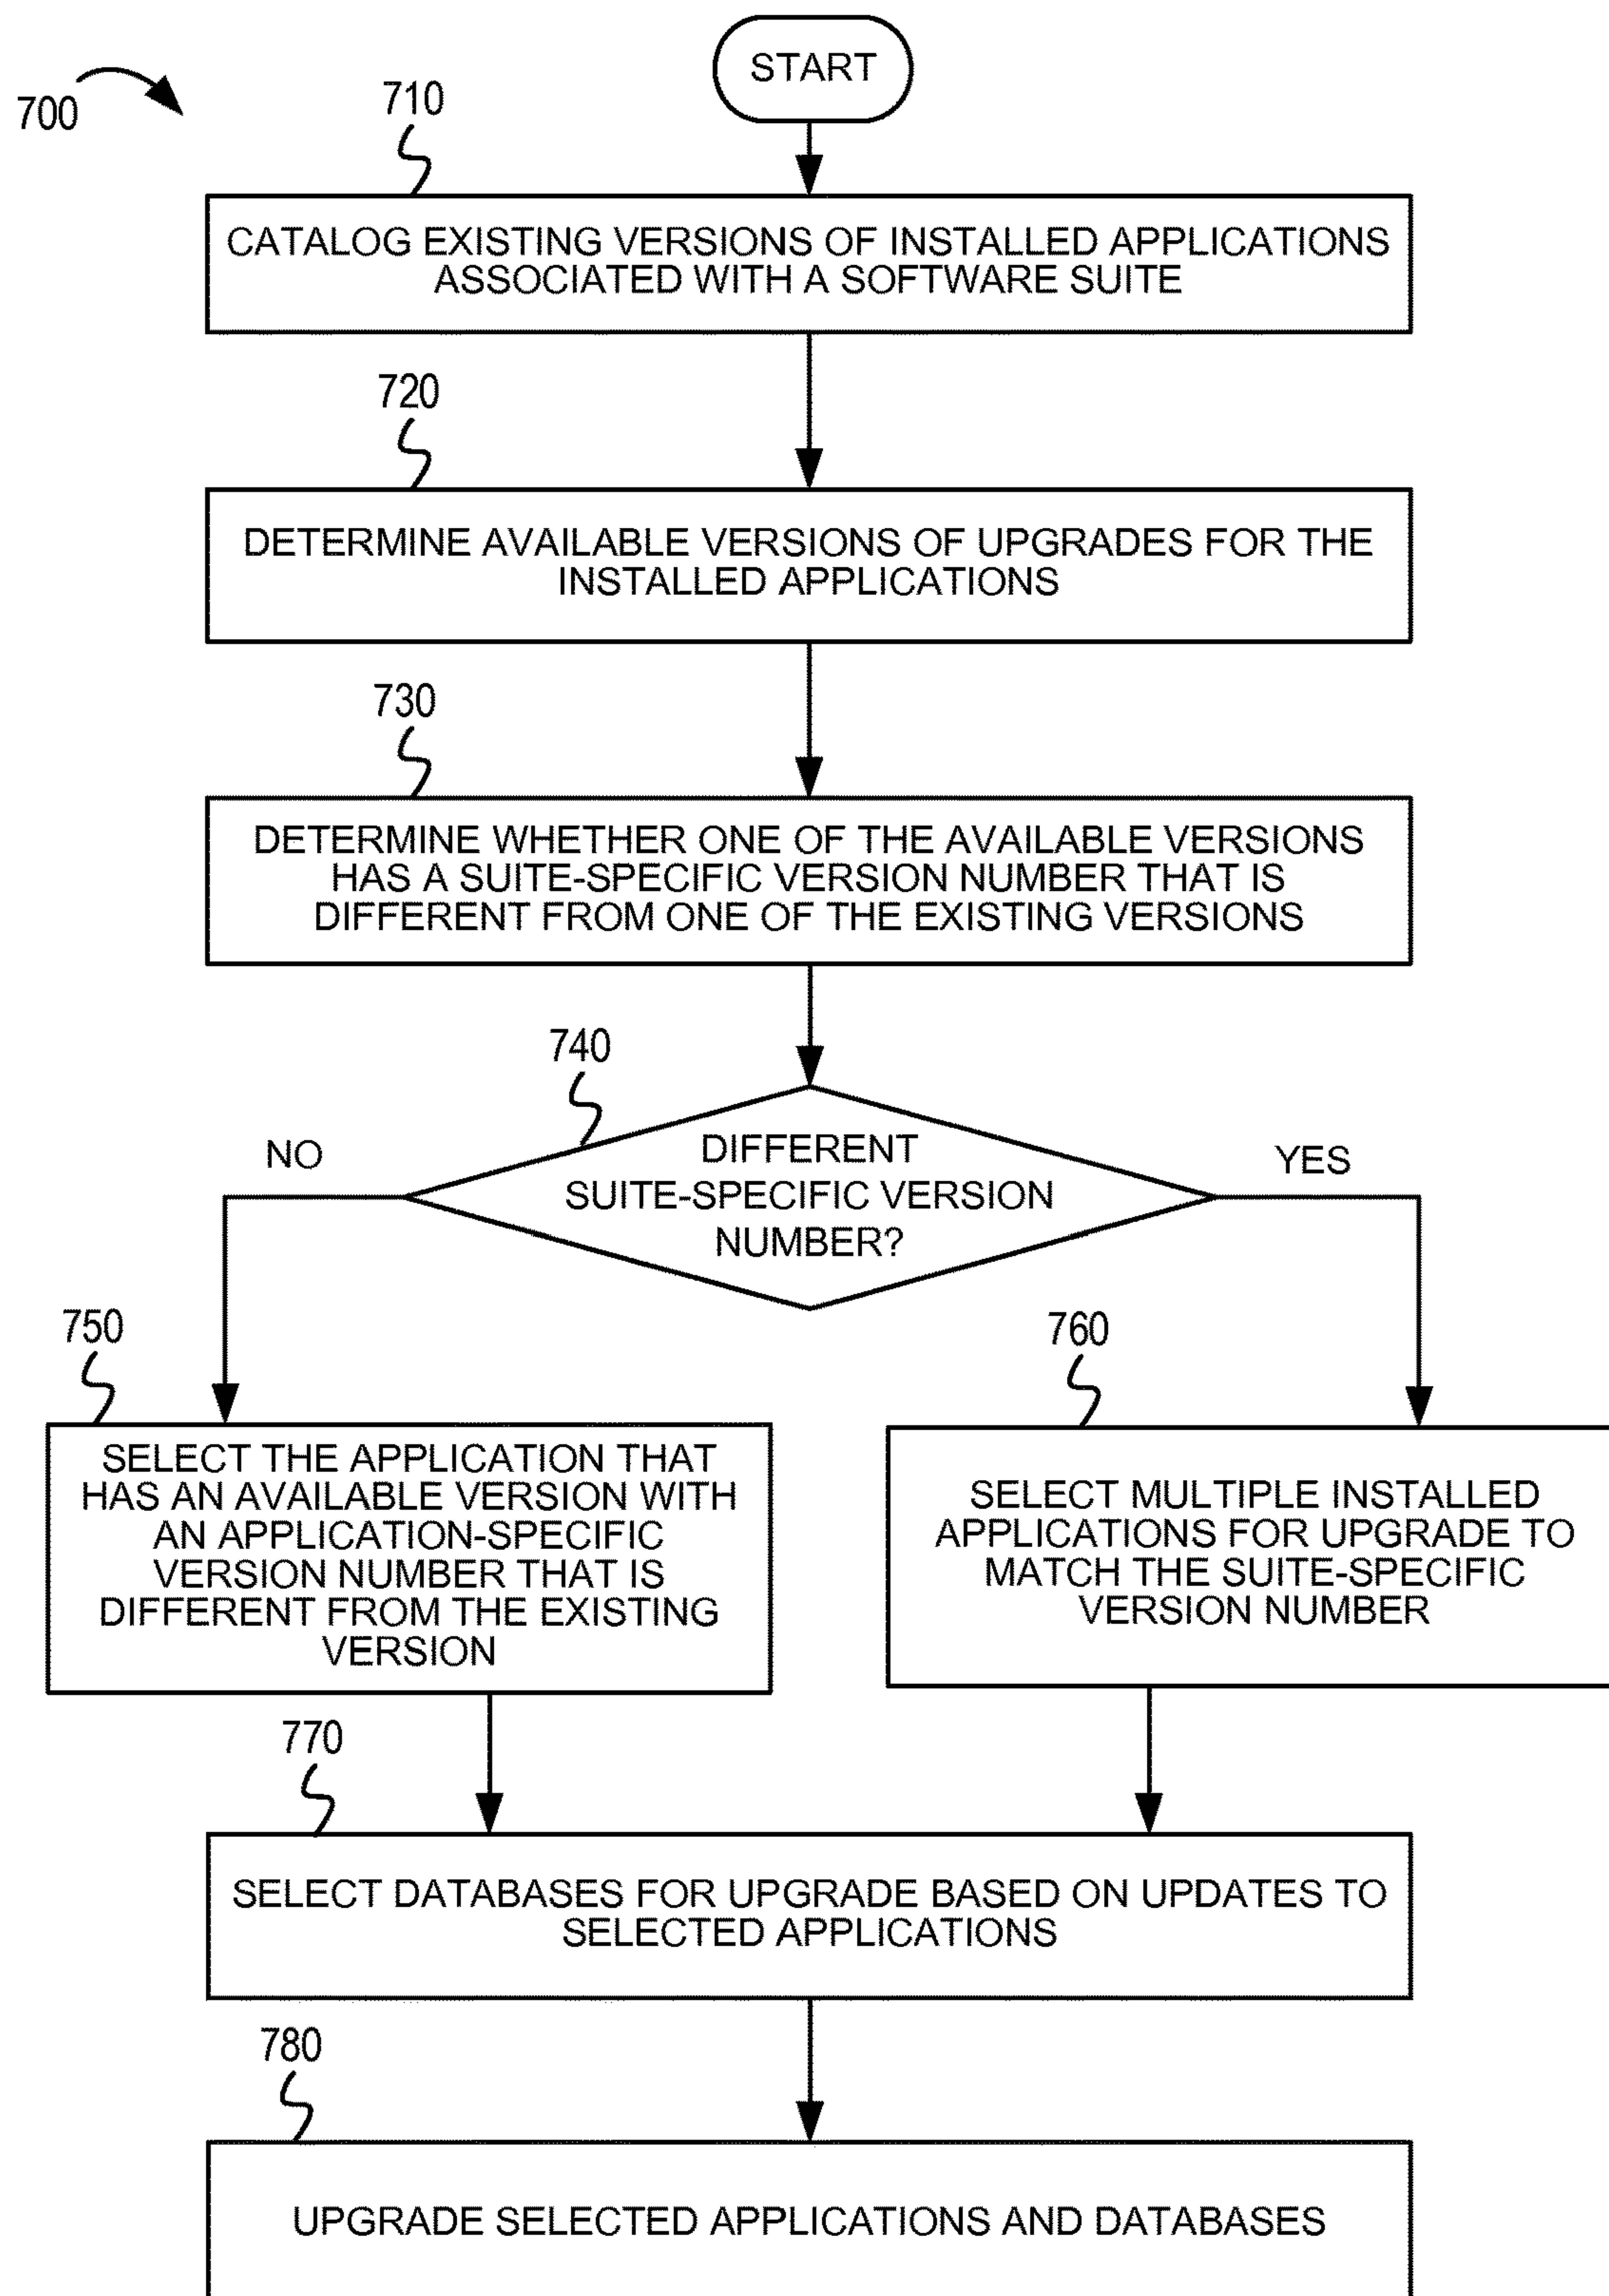 START
700
710
CATALOG EXISTING VERSIONS OF INSTALLED APPLICATIONS
ASSOCIATED WITH A SOFTWARE SUITE
720
DETERMINE AVAILABLE VERSIONS OF UPGRADES FOR THE
INSTALLED APPLICATIONS
730
DETERMINE WHETHER ONE OF THE AVAILABLE VERSIONS
HAS A SUITE-SPECIFIC VERSION NUMBER THAT IS
DIFFERENT FROM ONE OF THE EXISTING VERSIONS
740
DIFFERENT
SUITE-SPECIFIC VERSION
NUMBER?
NO
YES
750
SELECT THE APPLICATION THAT
HAS AN AVAILABLE VERSION WITH
AN APPLICATION-SPECIFIC
VERSION NUMBER THAT IS
DIFFERENT FROM THE EXISTING
VERSION
760
SELECT MULTIPLE INSTALLED
APPLICATIONS FOR UPGRADE TO
MATCH THE SUITE-SPECIFIC
VERSION NUMBER
770
SELECT DATABASES FOR UPGRADE BASED ON UPDATES TO
SELECTED APPLICATIONS
780
UPGRADE SELECTED APPLICATIONS AND DATABASES